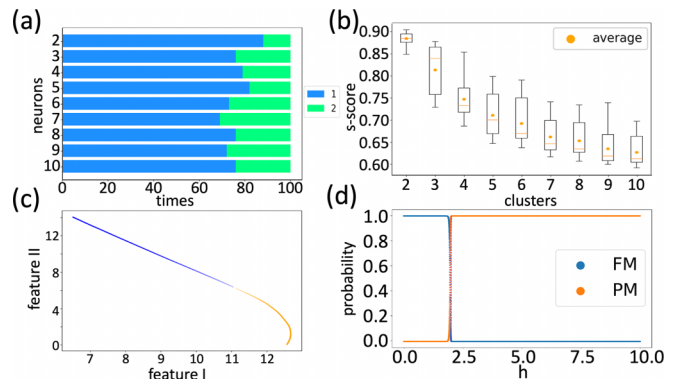 (a)
neurons
2
3
4
5
6
7
8
9
10
0 20 40 60 80 100
times
1
2
(b)
s-score
0.90
0.85
0.80
0.75
0.70
0.65
0.60
average
2 3 4 5 6 7 8 9 10
clusters
(c)
feature II
12
8
4
0
7 8 9 10 11 12
feature I
(d)
probability
1.0
0.8
0.6
0.4
0.2
0.0
FM
PM
0.0 2.5 5.0 7.5 10.0
h